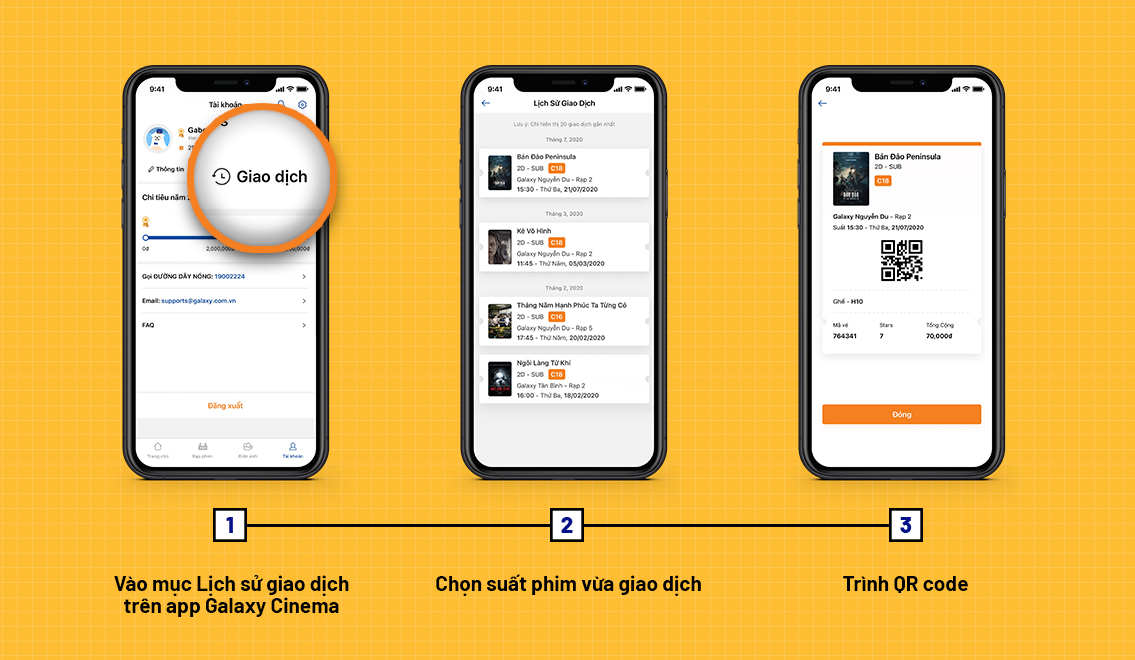 9:41
Tài khoản
Giao dịch
Thông tin
Chi tiêu năm
0đ
Gọi ĐƯỜNG DÂY NÓNG: 19002224
Email: supports@galaxy.com.vn
FAQ
Đăng xuất
Trang chủ
Rạp phim
Điện ảnh
Tài khoản
9:41
Lịch Sử Giao Dịch
Lưu ý: Chỉ hiển thị 20 giao dịch gần nhất
Tháng 7, 2020
Bán Đảo Peninsula
2D - SUB C18
Galaxy Nguyễn Du - Rạp 2
15:30 - Thứ Ba, 21/07/2020
Tháng 3, 2020
Kẻ Vô Hình
2D - SUB C18
Galaxy Nguyễn Du - Rạp 2
11:45 - Thứ Năm, 05/03/2020
Tháng 2, 2020
Tháng Năm Hạnh Phúc Ta Từng Có
2D - SUB C16
Galaxy Nguyễn Du - Rạp 5
17:45 - Thứ Năm, 20/02/2020
Ngôi Làng Tử Khí
2D - SUB C18
Galaxy Tân Bình - Rạp 2
16:00 - Thứ Ba, 18/02/2020
9:41
Bán Đảo Peninsula
2D - SUB
C18
Galaxy Nguyễn Du - Rạp 2
Suất 15:30 - Thứ Ba, 21/07/2020
Ghế - H10
Mã vé Stars Tổng Cộng
764341 7 70,000đ
Đóng
1
2
3
Vào mục Lịch sử giao dịch
trên app Galaxy Cinema
Chọn suất phim vừa giao dịch
Trình QR code